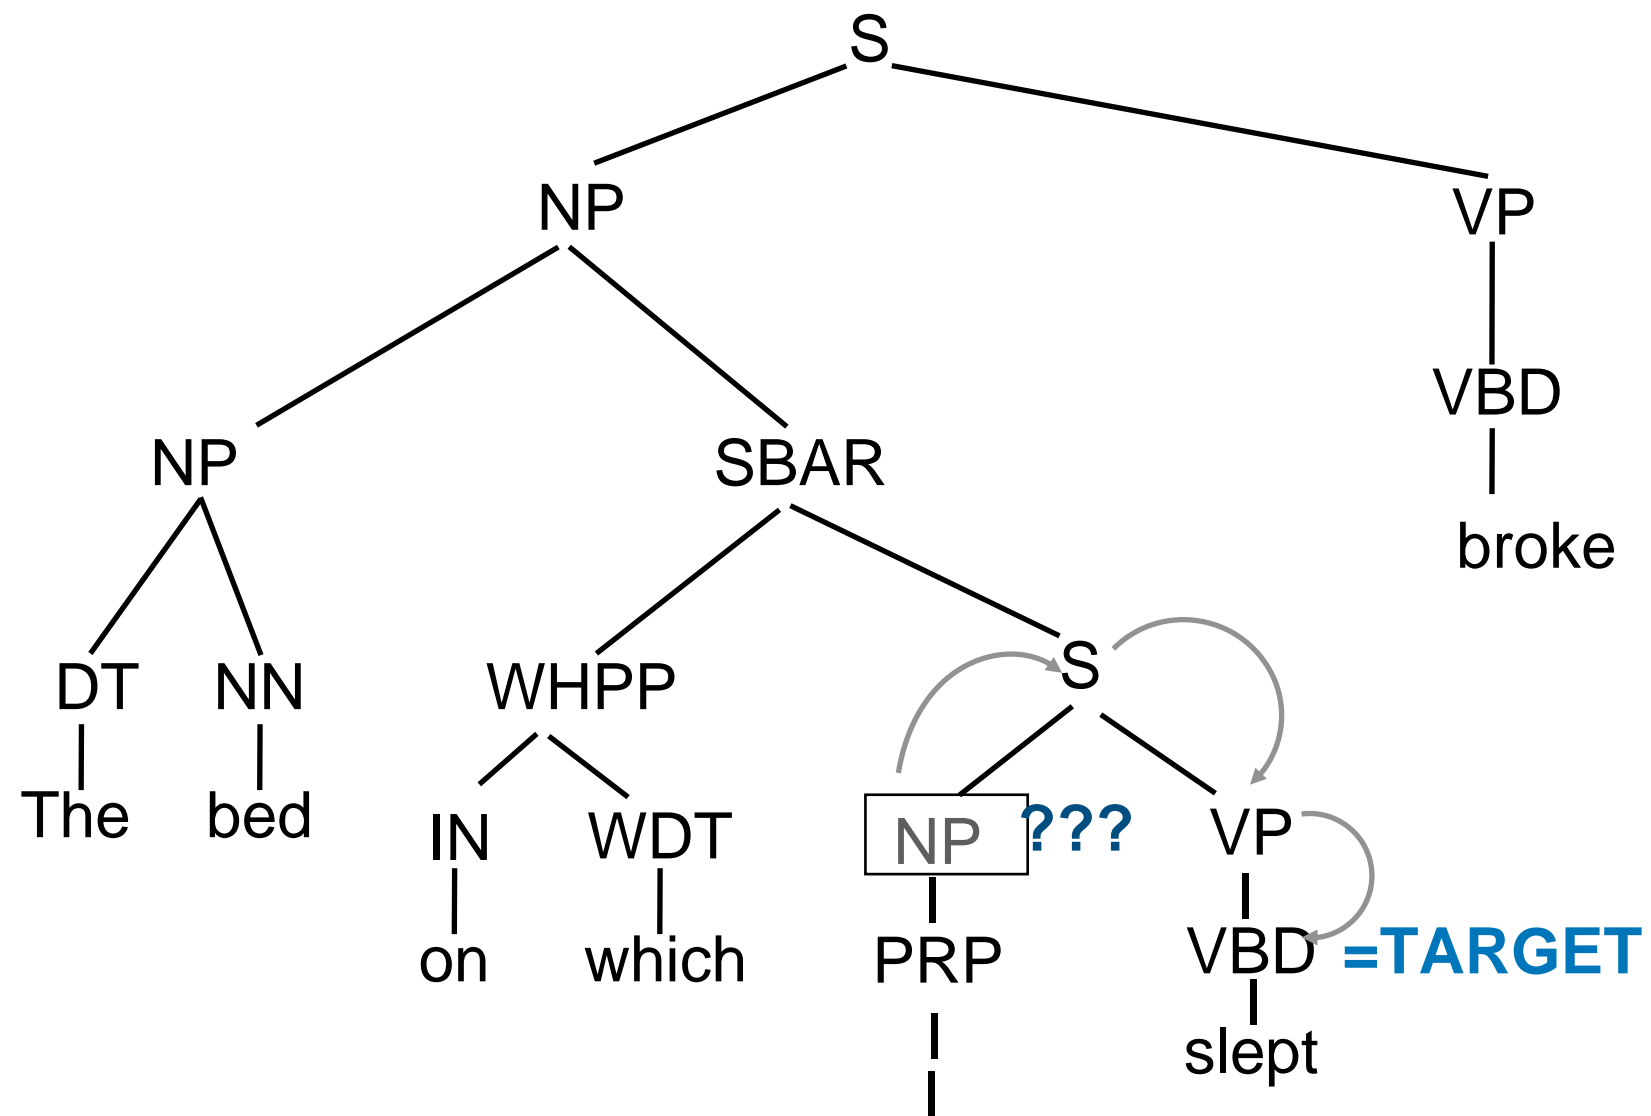 S
NP VP
VBD
NP SBAR
broke
DT NN WHPP S
The bed IN WDT NP ??? VP
on which PRP VBD =TARGET
slept
I